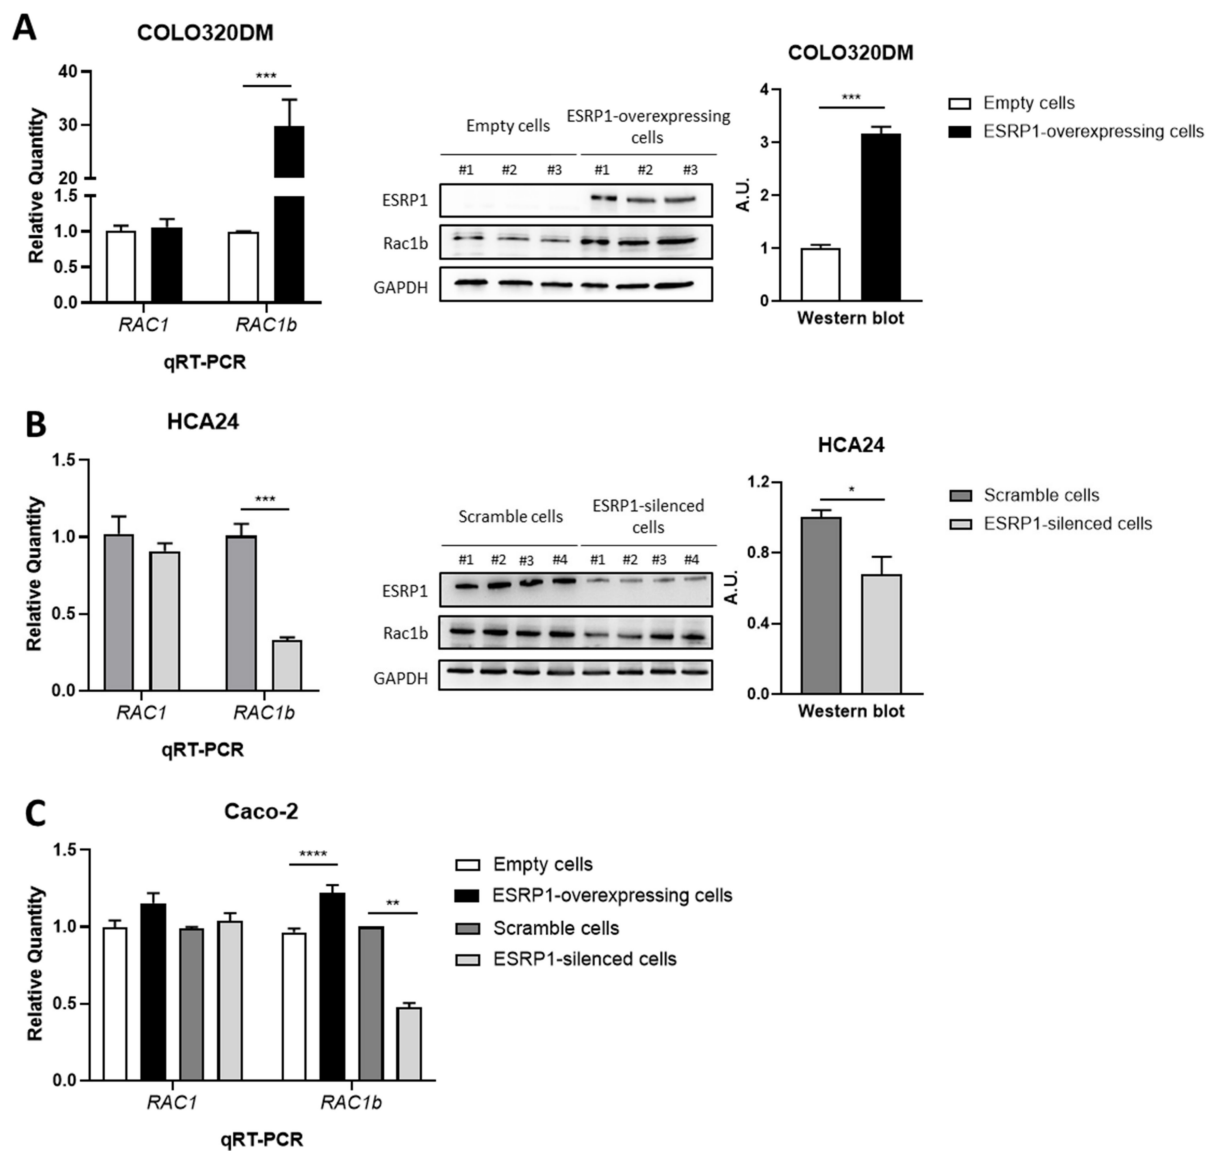 A
COLO320DM
40
30
20
1.5
1.0
0.5
0.0
Relative Quantity
***
RAC1
RAC1b
qRT-PCR
Empty cells
ESRP1-overexpressing
cells
#1
#2
#3
#1
#2
#3
ESRP1
Rac1b
GAPDH
COLO320DM
4
3
2
1
0
A.U.
***
Western blot
Empty cells
ESRP1-overexpressing cells
B
HCA24
1.5
1.0
0.5
0.0
Relative Quantity
***
RAC1
RAC1b
qRT-PCR
Scramble cells
ESRP1-silenced
cells
#1
#2
#3
#4
#1
#2
#3
#4
ESRP1
Rac1b
GAPDH
HCA24
1.2
0.8
0.4
0.0
A.U.
*
Western blot
Scramble cells
ESRP1-silenced cells
C
Caco-2
1.5
1.0
0.5
0.0
Relative Quantity
****
**
RAC1
RAC1b
qRT-PCR
Empty cells
ESRP1-overexpressing cells
Scramble cells
ESRP1-silenced cells